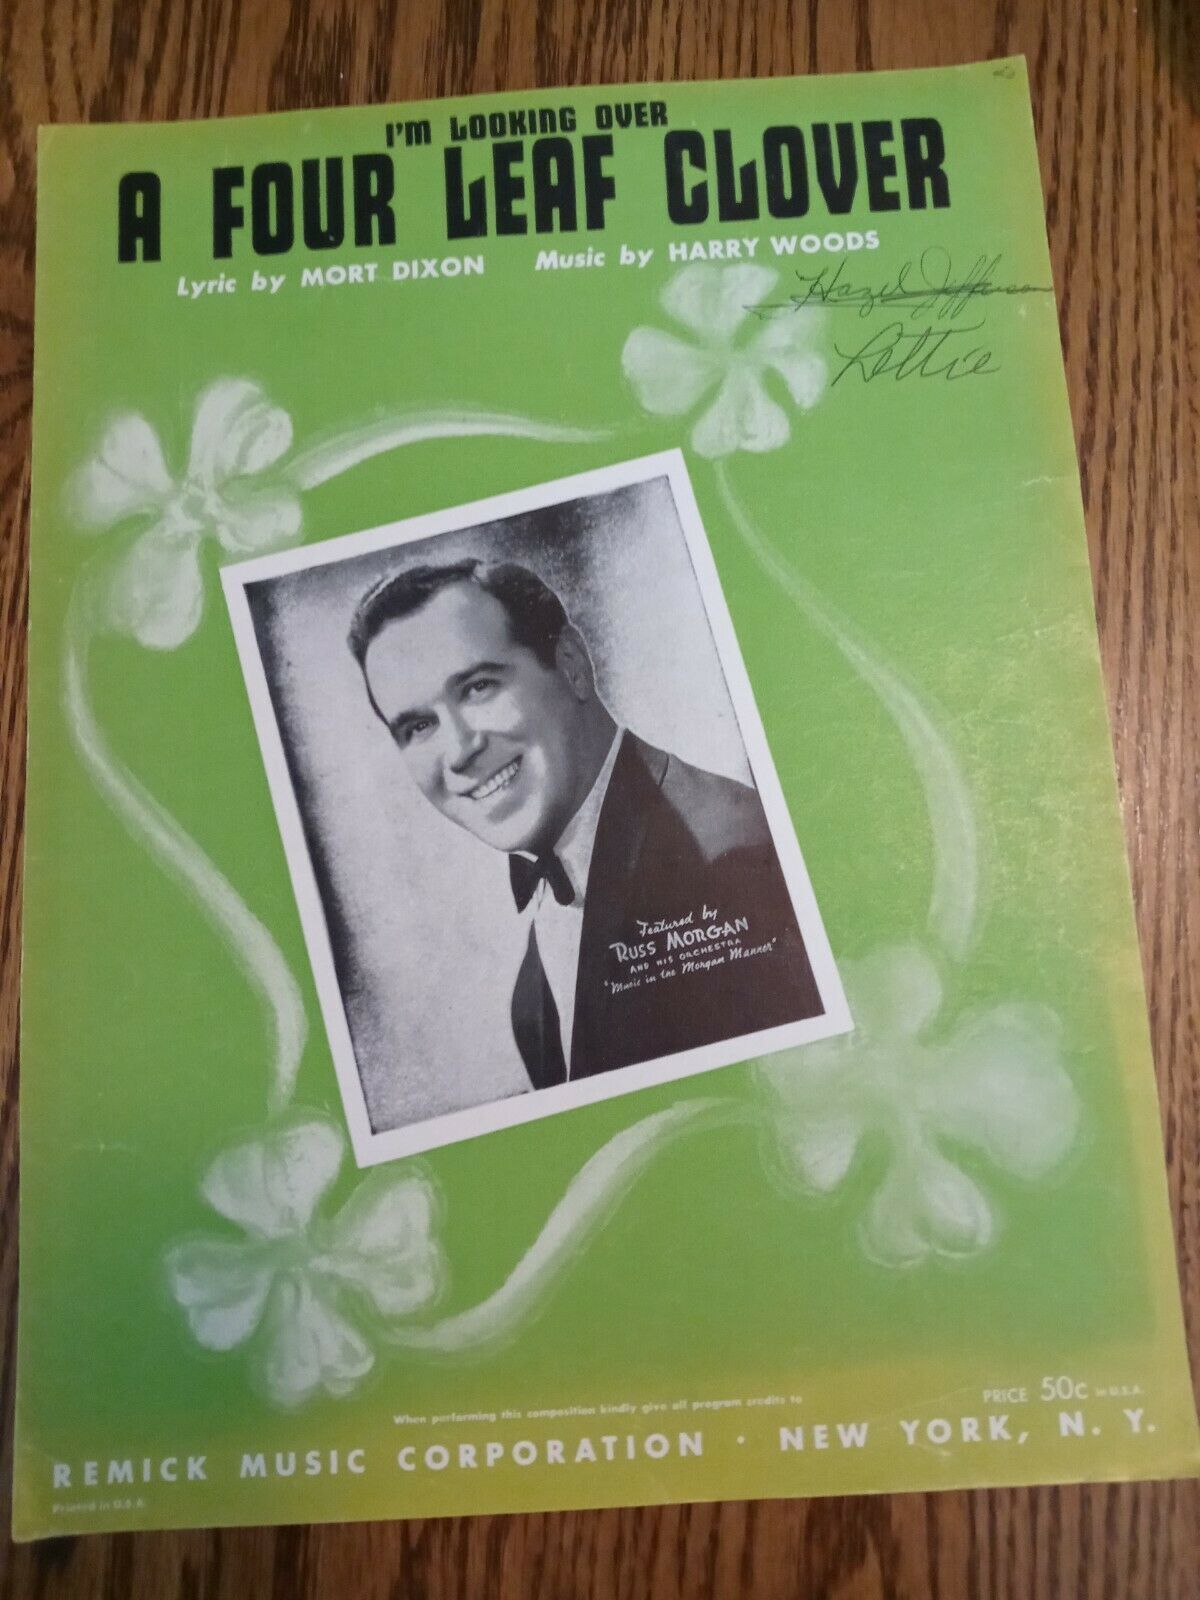 I'M LOOKING OVER
A FOUR LEAF CLOVER
Lyric by MORT DIXON Music by HARRY WOODS
Hazel Jefferson
Lottie
Featured by
RUSS MORGAN
AND HIS ORCHESTRA
"Music in the Morgan Manner"
When performing this composition kindly give all program credits to
PRICE 50c in U.S.A.
REMICK MUSIC CORPORATION · NEW YORK, N. Y.
Printed in U.S.A.